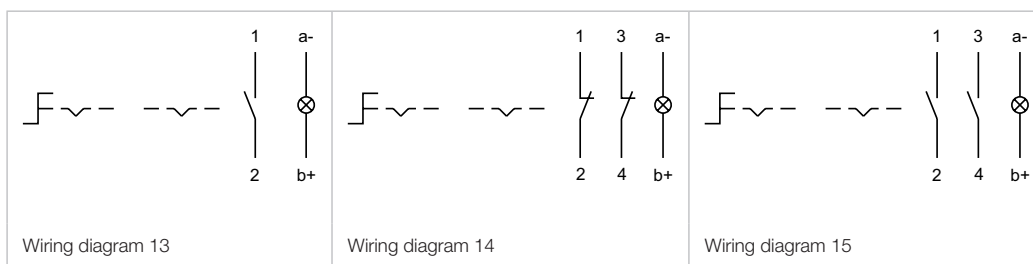 1 a- 1 3 a- 1 3 a-
2 b+ 2 4 b+ 2 4 b+
Wiring diagram 13 Wiring diagram 14 Wiring diagram 15